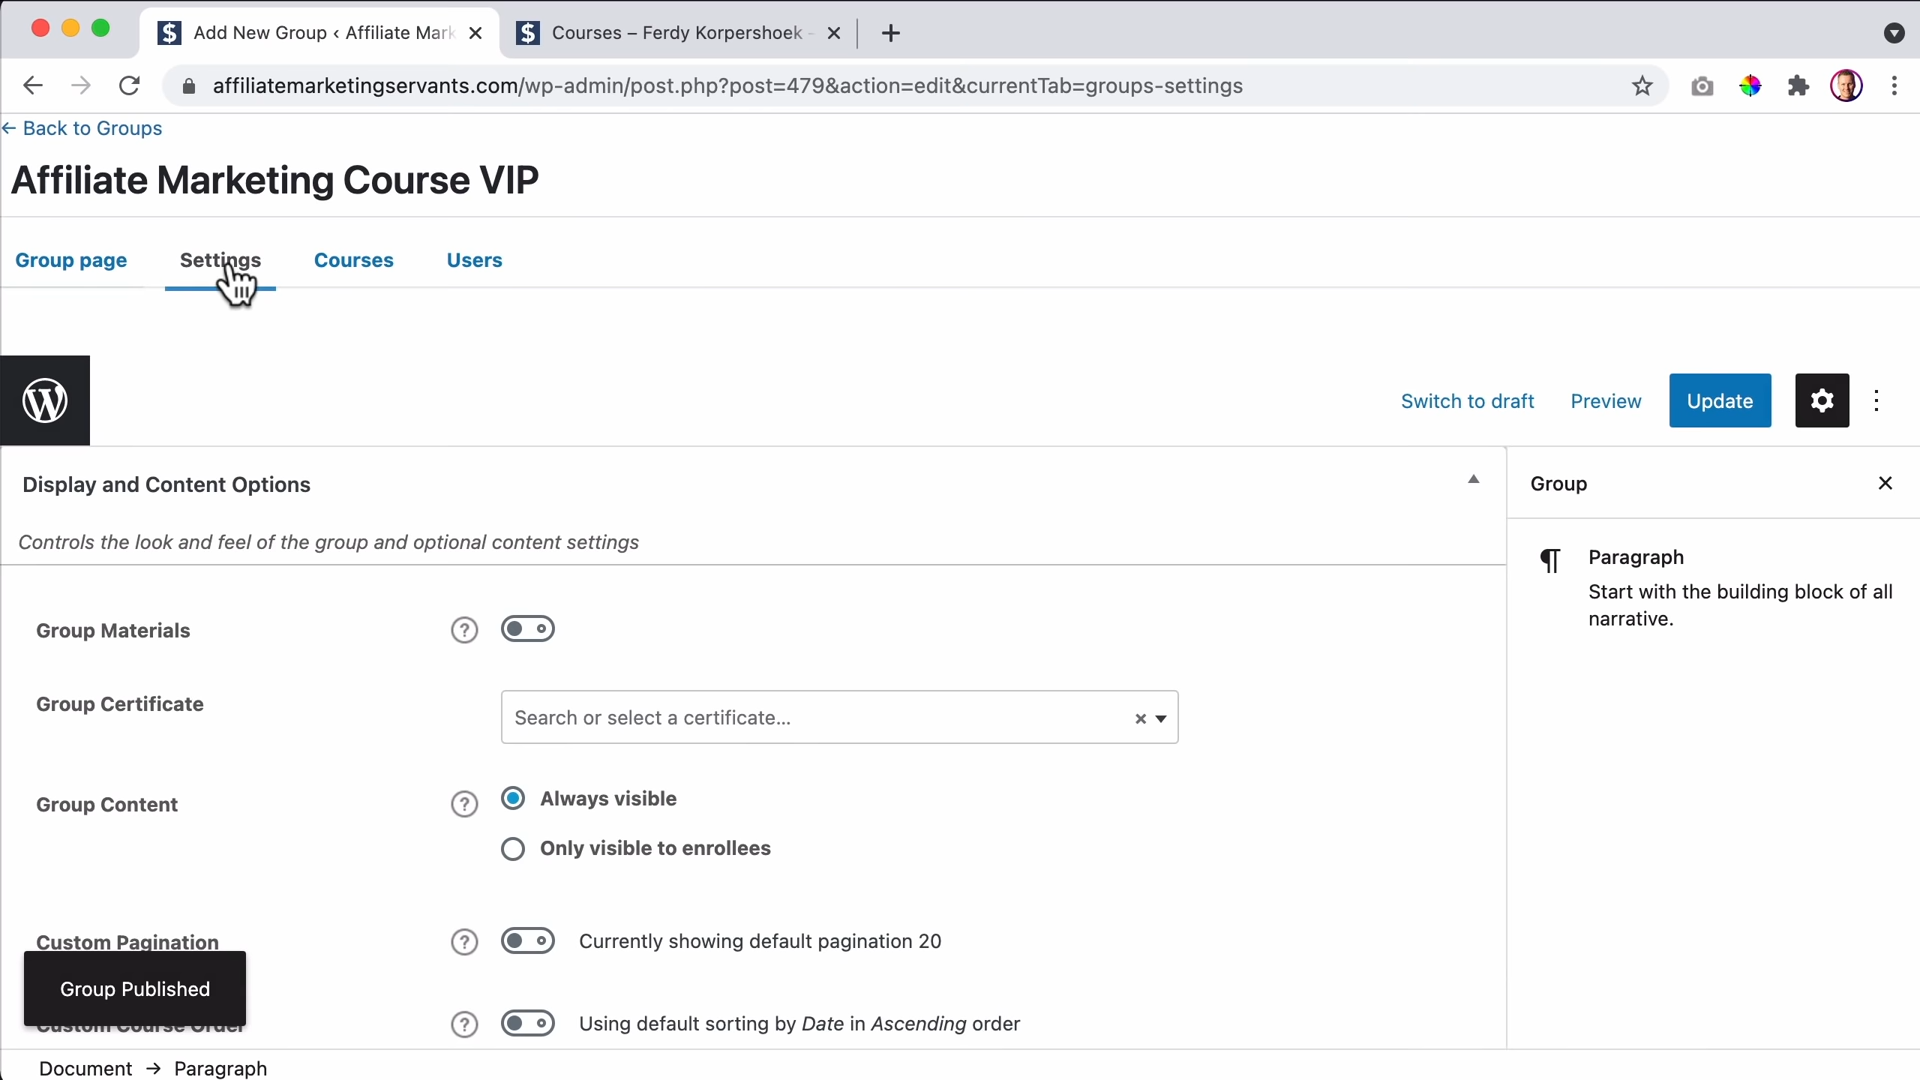 Add New Group ‹ Affiliate Mark
Courses – Ferdy Korpershoek -
affiliatemarketingservants.com/wp-admin/post.php?post=479&action=edit&currentTab=groups-settings
← Back to Groups
Affiliate Marketing Course VIP
Group page
Settings
Courses
Users
Switch to draft
Preview
Update
Display and Content Options
Controls the look and feel of the group and optional content settings
Group Materials
?
Group Certificate
Search or select a certificate...
Group Content
?
Always visible
Only visible to enrollees
Custom Pagination
?
Currently showing default pagination 20
Custom Course Order
?
Using default sorting by Date in Ascending order
Group Published
Group
Paragraph
Start with the building block of all
narrative.
Document → Paragraph